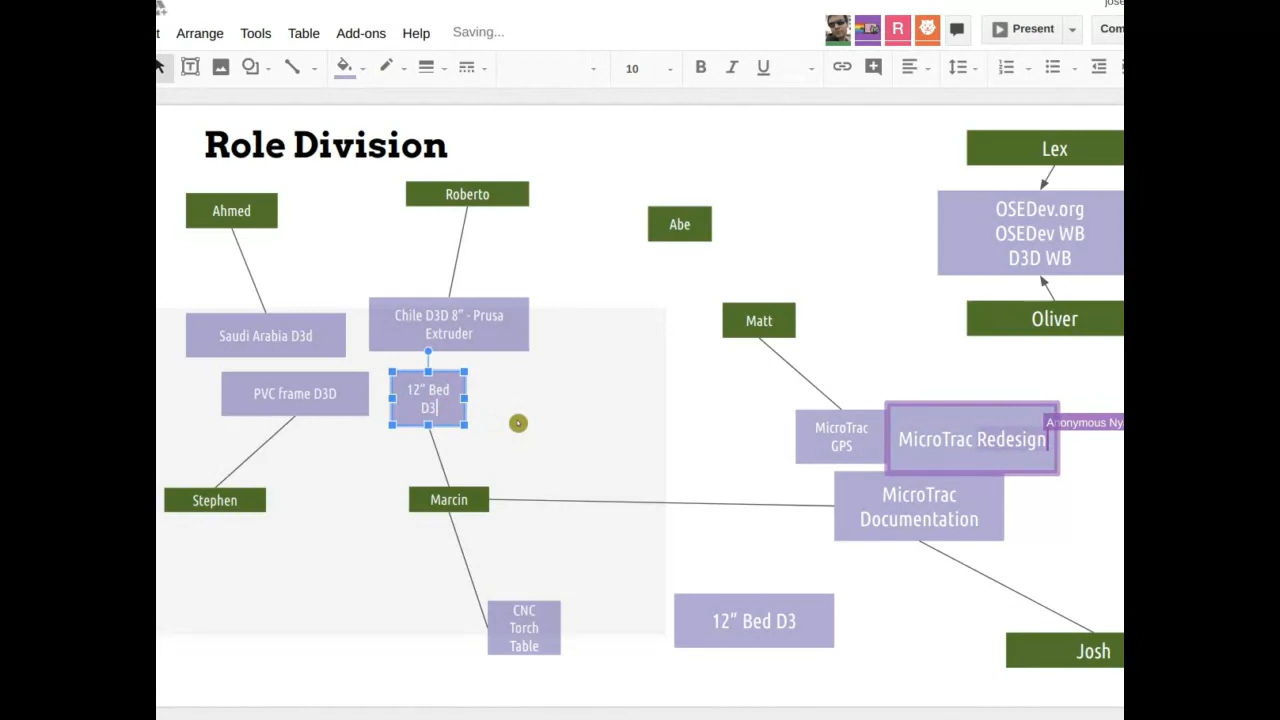 Arrange Tools Table Add-ons Help Saving...
R
Present
10
B I U
Role Division
Lex
Roberto
Ahmed
Abe
OSEDev.org
OSEDev WB
D3D WB
Chile D3D 8" - Prusa
Extruder
Saudi Arabia D3d
Matt
Oliver
PVC frame D3D
12" Bed
D3
MicroTrac
GPS
MicroTrac Redesign
Anonymous Ny
Stephen
Marcin
MicroTrac
Documentation
CNC
Torch
Table
12" Bed D3
Josh